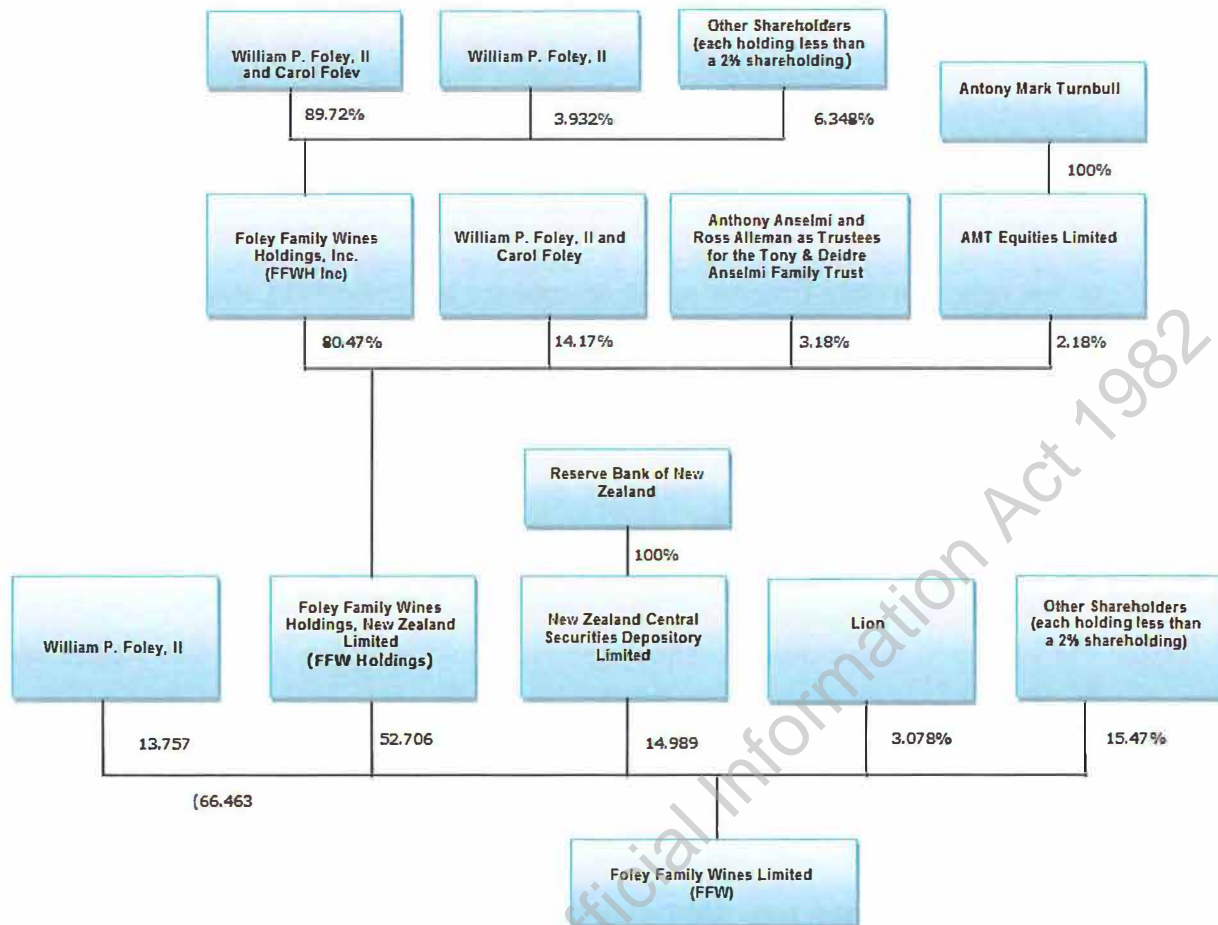 William P. Foley, II
and Carol Foley
William P. Foley, II
Other Shareholders
(each holding less than
a 2% shareholding)
Antony Mark Turnbull
89.72%
3.932%
6.348%
100%
Foley Family Wines
Holdings, Inc.
(FFWH Inc)
William P. Foley, II and
Carol Foley
Anthony Anselmi and
Ross Alleman as Trustees
for the Tony & Deidre
Anselmi Family Trust
AMT Equities Limited
80.47%
14.17%
3.18%
2.18%
Reserve Bank of New
Zealand
100%
William P. Foley, II
Foley Family Wines
Holdings, New Zealand
Limited
(FFW Holdings)
New Zealand Central
Securities Depository
Limited
Lion
Other Shareholders
(each holding less than
a 2% shareholding)
13.757
52.706
14.989
3.078%
15.47%
(66.463
Foley Family Wines Limited
(FFW)
fficial Information Act 1982